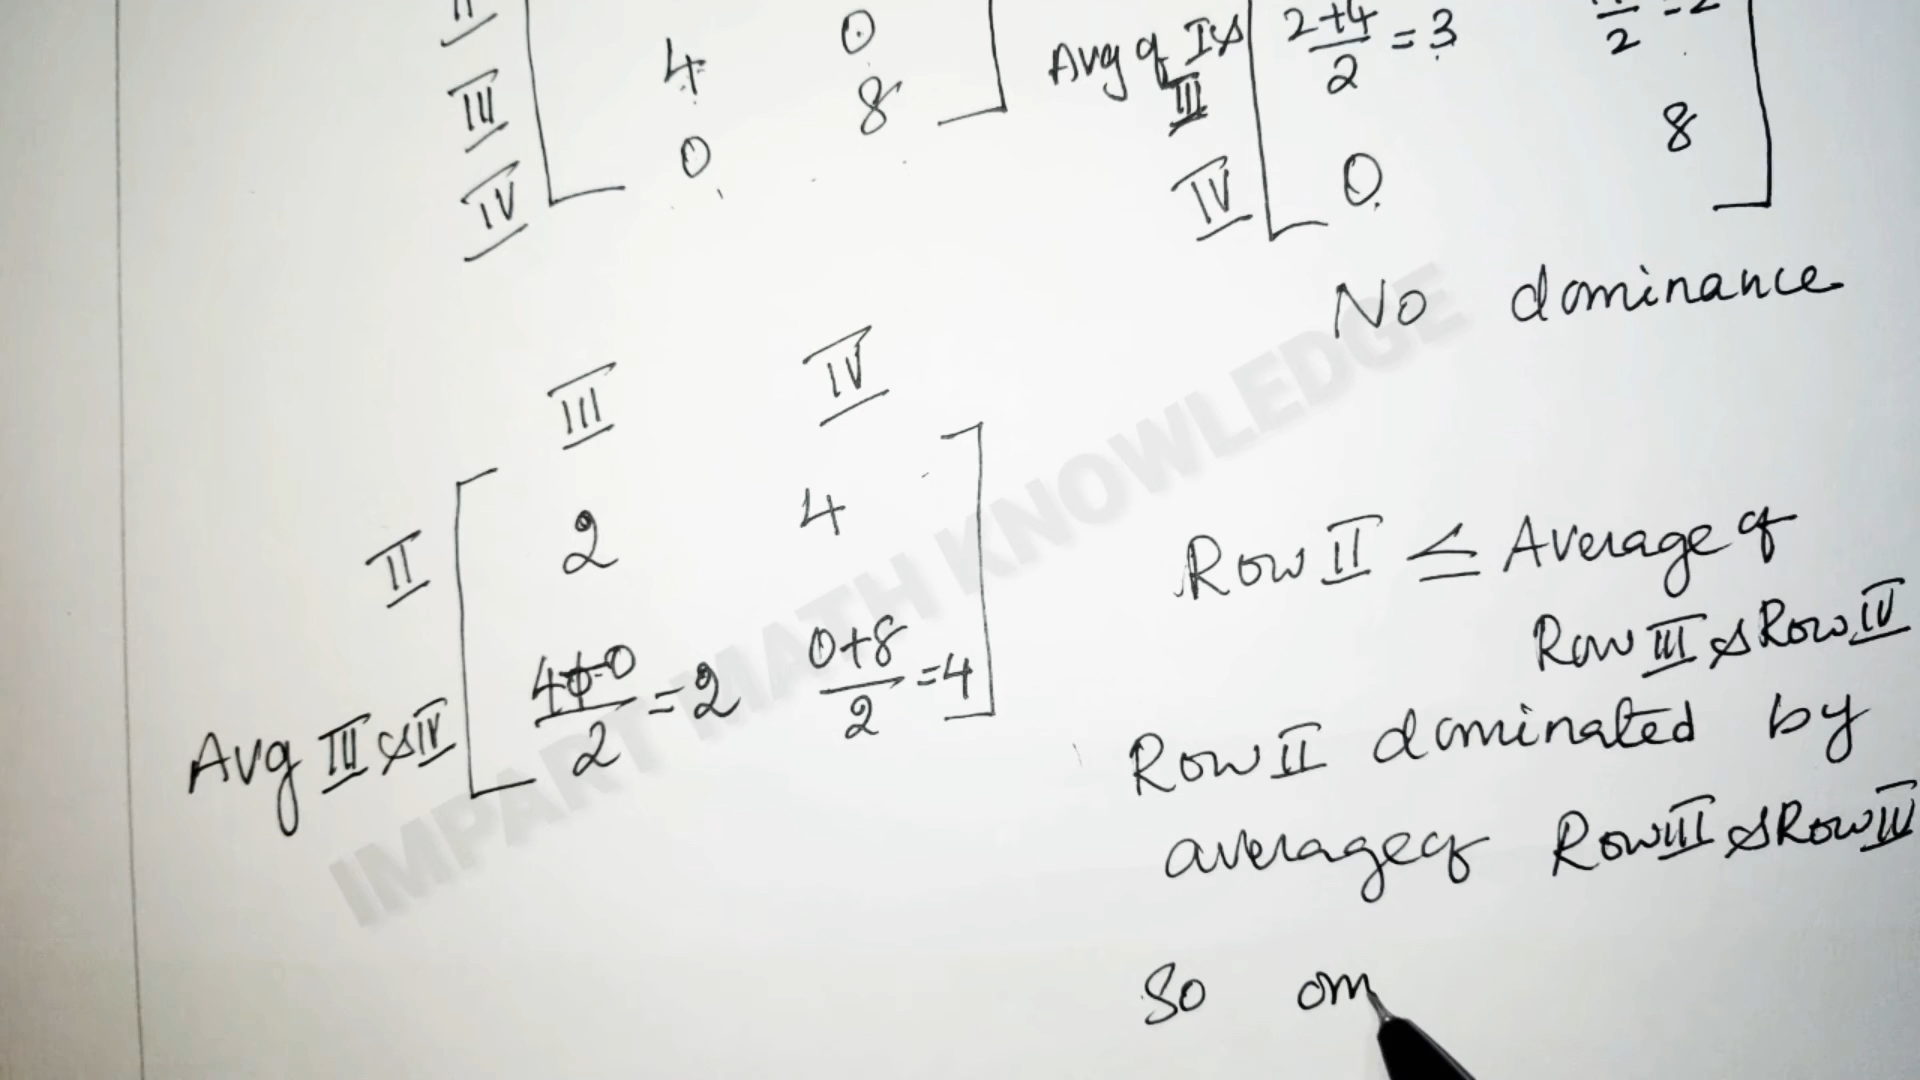 II
4 0
III
0 8
IV
Avg of II & III
2+4/2 = 3
2
IV 0 8
No dominance
III IV
II 2 4
Avg III & IV 4+0/2 = 2 0+8/2 = 4
Row II ≤ Average of
Row III & Row IV
Row II dominated by
average of Row III & Row IV
So om
IMPART MATH KNOWLEDGE